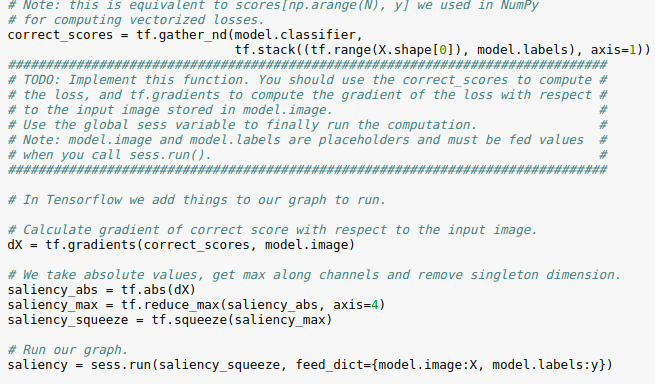 # Note: this is equivalent to scores[np.arange(N), y] we used in NumPy
# for computing vectorized losses.
correct_scores = tf.gather_nd(model.classifier,
                              tf.stack((tf.range(X.shape[0]), model.labels), axis=1))
###############################################################################
# TODO: Implement this function. You should use the correct_scores to compute #
# the loss, and tf.gradients to compute the gradient of the loss with respect #
# to the input image stored in model.image.                                   #
# Use the global sess variable to finally run the computation.                #
# Note: model.image and model.labels are placeholders and must be fed values  #
# when you call sess.run().                                                   #
###############################################################################
# In Tensorflow we add things to our graph to run.
# Calculate gradient of correct score with respect to the input image.
dX = tf.gradients(correct_scores, model.image)
# We take absolute values, get max along channels and remove singleton dimension.
saliency_abs = tf.abs(dX)
saliency_max = tf.reduce_max(saliency_abs, axis=4)
saliency_squeeze = tf.squeeze(saliency_max)
# Run our graph.
saliency = sess.run(saliency_squeeze, feed_dict={model.image:X, model.labels:y})